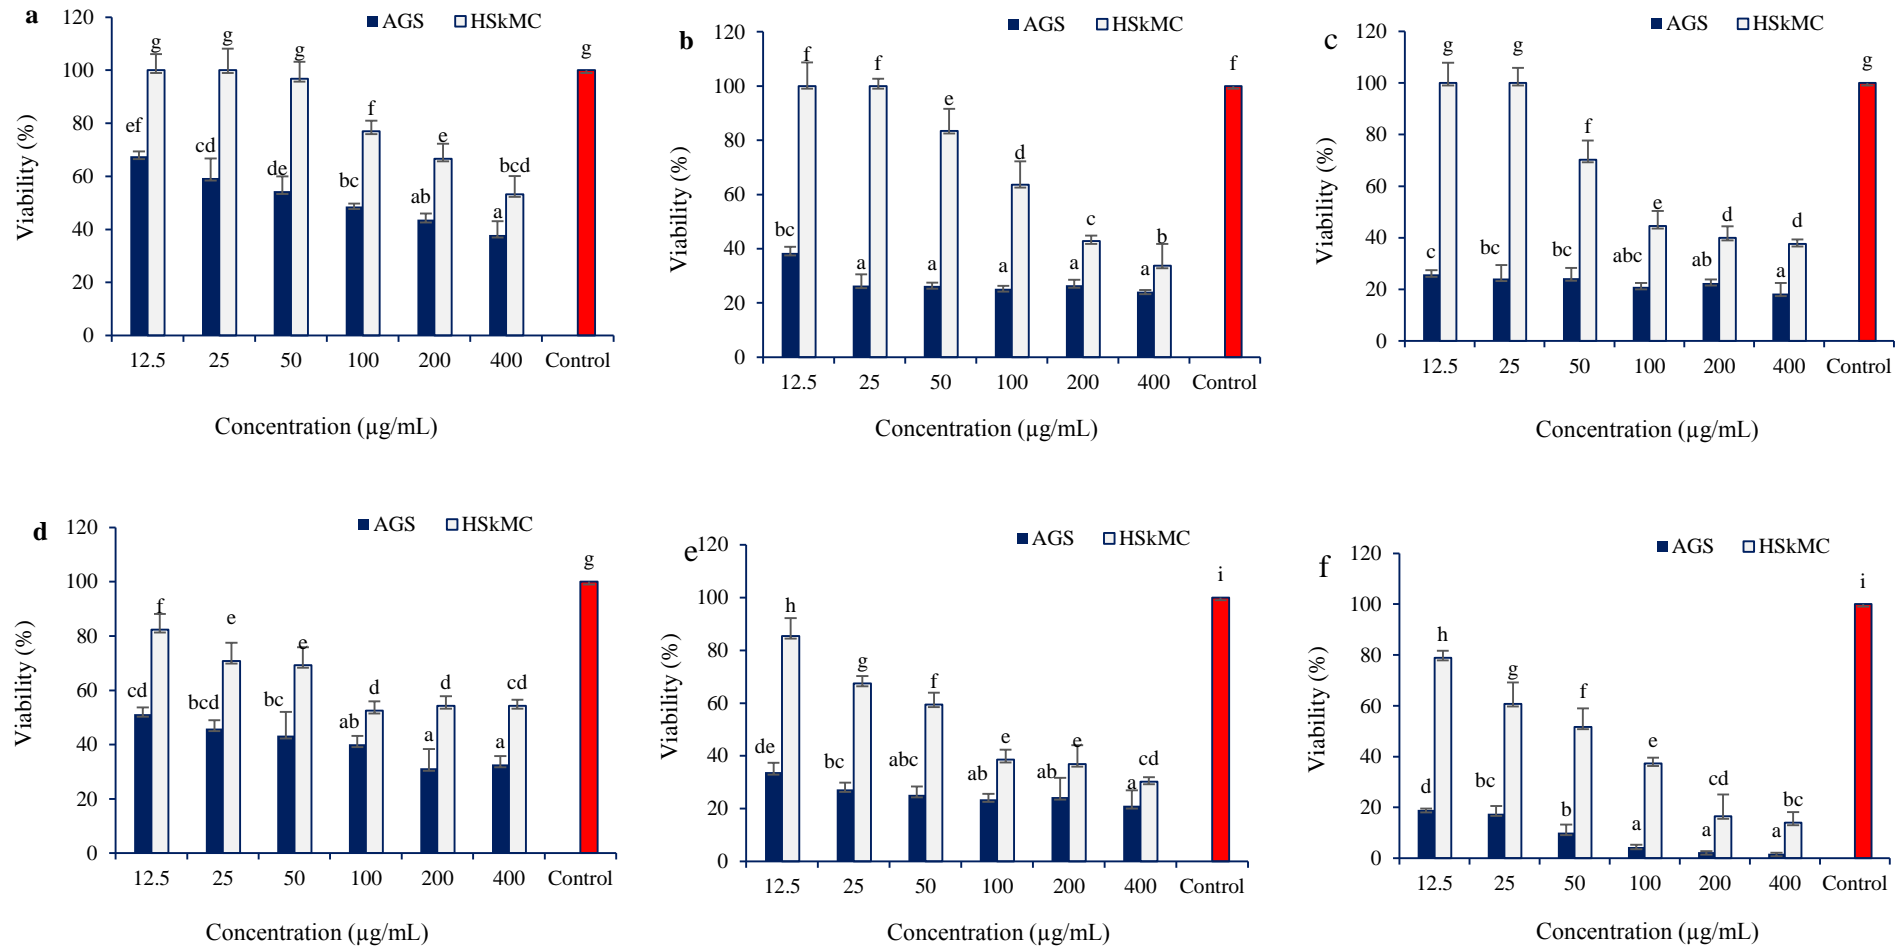 a
AGS HSkMC
120
100
80
60
40
20
0
Viability (%)
ef g cd g de g bc f ab e a bcd g
12.5 25 50 100 200 400 Control
Concentration (µg/mL)
b
AGS HSkMC
120
100
80
60
40
20
0
Viability (%)
bc f a f a e a d a c a b f
12.5 25 50 100 200 400 Control
Concentration (µg/mL)
c
AGS HSkMC
120
100
80
60
40
20
0
Viability (%)
c g bc g bc f abc e ab d a d g
12.5 25 50 100 200 400 Control
Concentration (µg/mL)
d
AGS HSkMC
120
100
80
60
40
20
0
Viability (%)
cd f bcd e bc e ab d a d a cd g
12.5 25 50 100 200 400 Control
Concentration (µg/mL)
e
AGS HSkMC
120
100
80
60
40
20
0
Viability (%)
de h bc g abc f ab e ab e a cd i
12.5 25 50 100 200 400 Control
Concentration (µg/mL)
f
AGS HSkMC
120
100
80
60
40
20
0
Viability (%)
d h bc g b f a e a cd a bc i
12.5 25 50 100 200 400 Control
Concentration (µg/mL)